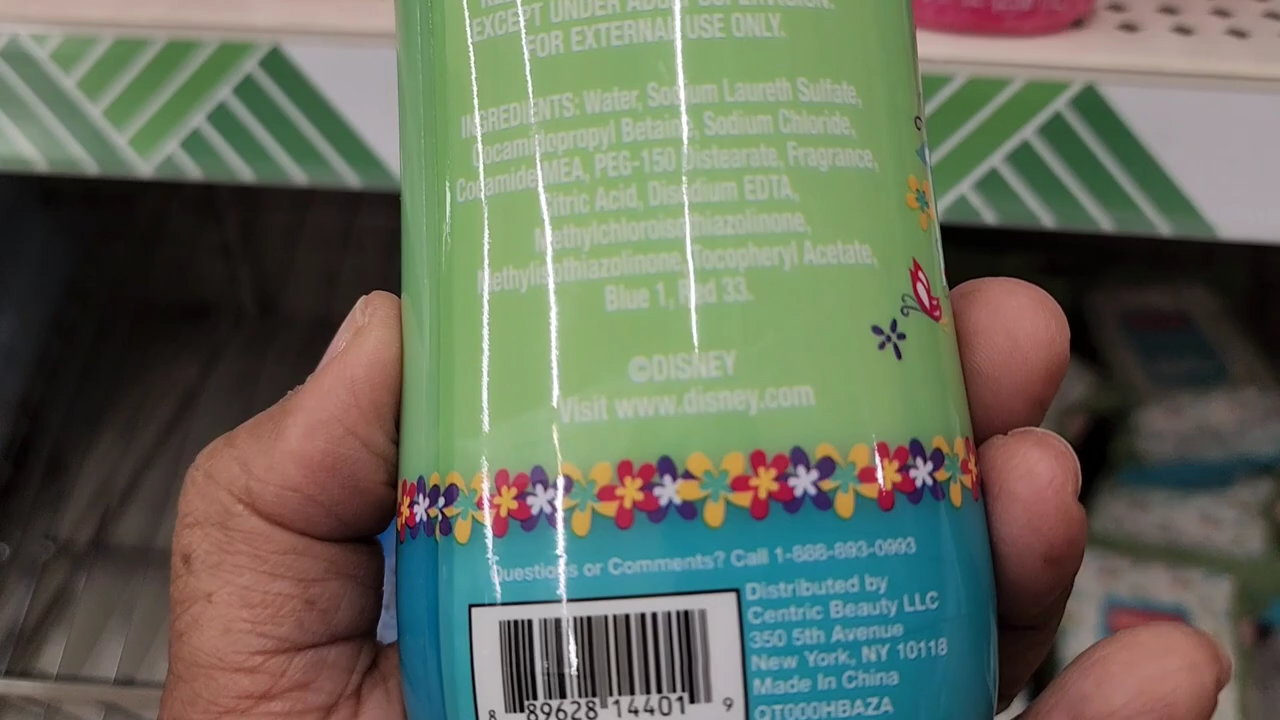 EXCEPT UNDER ADULT SUPERVISION.
FOR EXTERNAL USE ONLY.
INGREDIENTS: Water, Sodium Laureth Sulfate,
Cocamidopropyl Betaine, Sodium Chloride,
Cocamide MEA, PEG-150 Distearate, Fragrance,
Citric Acid, Disodium EDTA,
Methylchloroisothiazolinone,
Methylisothiazolinone, Tocopheryl Acetate,
Blue 1, Red 33.
©DISNEY
Visit www.disney.com
Questions or Comments? Call 1-888-893-0993
Distributed by
Centric Beauty LLC
350 5th Avenue
New York, NY 10118
Made In China
OT000HBAZA
8 89628 14401 9